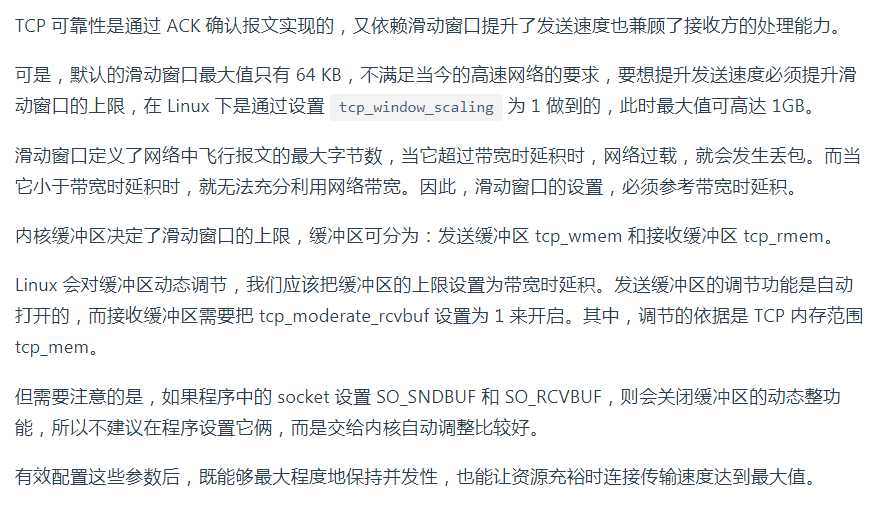 TCP 可靠性是通过 ACK 确认报文实现的，又依赖滑动窗口提升了发送速度也兼顾了接收方的处理能力。
可是，默认的滑动窗口最大值只有 64 KB，不满足当今的高速网络的要求，要想提升发送速度必须提升滑
动窗口的上限，在 Linux 下是通过设置 tcp_window_scaling 为 1 做到的，此时最大值可高达 1GB。
滑动窗口定义了网络中飞行报文的最大字节数，当它超过带宽时延积时，网络过载，就会发生丢包。而当
它小于带宽时延积时，就无法充分利用网络带宽。因此，滑动窗口的设置，必须参考带宽时延积。
内核缓冲区决定了滑动窗口的上限，缓冲区可分为：发送缓冲区 tcp_wmem 和接收缓冲区 tcp_rmem。
Linux 会对缓冲区动态调节，我们应该把缓冲区的上限设置为带宽时延积。发送缓冲区的调节功能是自动
打开的，而接收缓冲区需要把 tcp_moderate_rcvbuf 设置为 1 来开启。其中，调节的依据是 TCP 内存范围
tcp_mem。
但需要注意的是，如果程序中的 socket 设置 SO_SNDBUF 和 SO_RCVBUF，则会关闭缓冲区的动态整功
能，所以不建议在程序设置它俩，而是交给内核自动调整比较好。
有效配置这些参数后，既能够最大程度地保持并发性，也能让资源充裕时连接传输速度达到最大值。